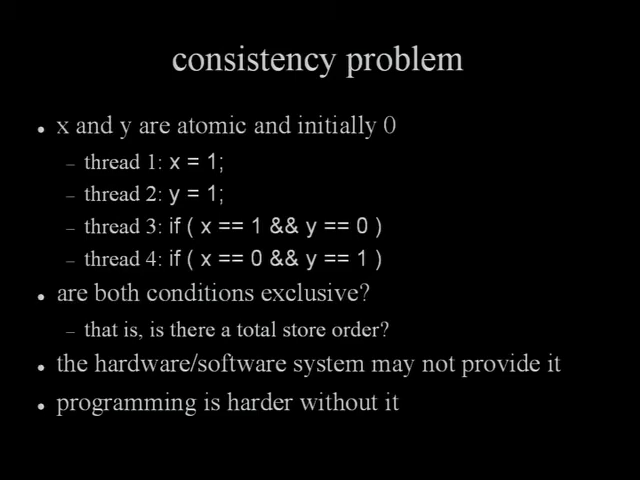 consistency problem
• x and y are atomic and initially 0
– thread 1: x = 1;
– thread 2: y = 1;
– thread 3: if ( x == 1 && y == 0 )
– thread 4: if ( x == 0 && y == 1 )
• are both conditions exclusive?
– that is, is there a total store order?
• the hardware/software system may not provide it
• programming is harder without it